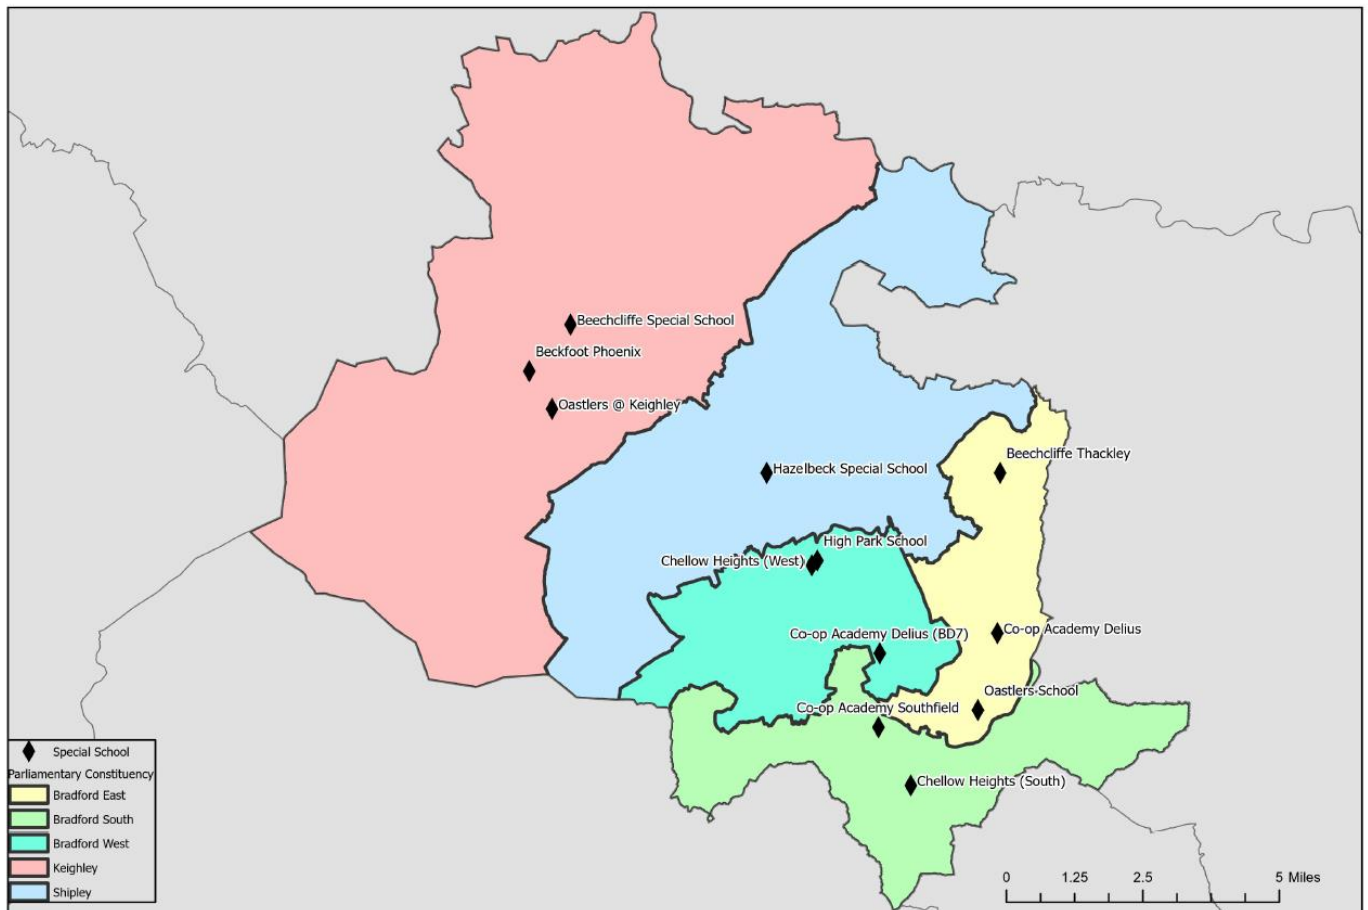 Beechcliffe Special School
Beckfoot Phoenix
Oastlers @ Keighley
Hazelbeck Special School
Beechcliffe Thackley
High Park School
Chellow Heights (West)
Co-op Academy Delius (BD7)
Co-op Academy Delius
Oastlers School
Co-op Academy Southfield
Chellow Heights (South)
Special School
Parliamentary Constituency
Bradford East
Bradford South
Bradford West
Keighley
Shipley
0 1.25 2.5 5 Miles